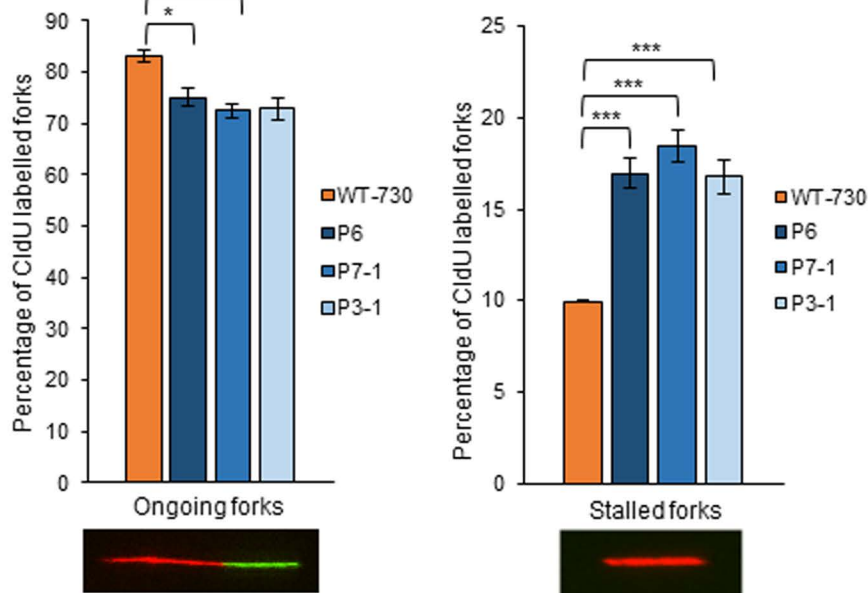 *
90
80
70
60
50
40
30
20
10
0
Percentage of CldU labelled forks
WT-730
P6
P7-1
P3-1
Ongoing forks
25
20
15
10
5
0
Percentage of CldU labelled forks
***
***
***
WT-730
P6
P7-1
P3-1
Stalled forks